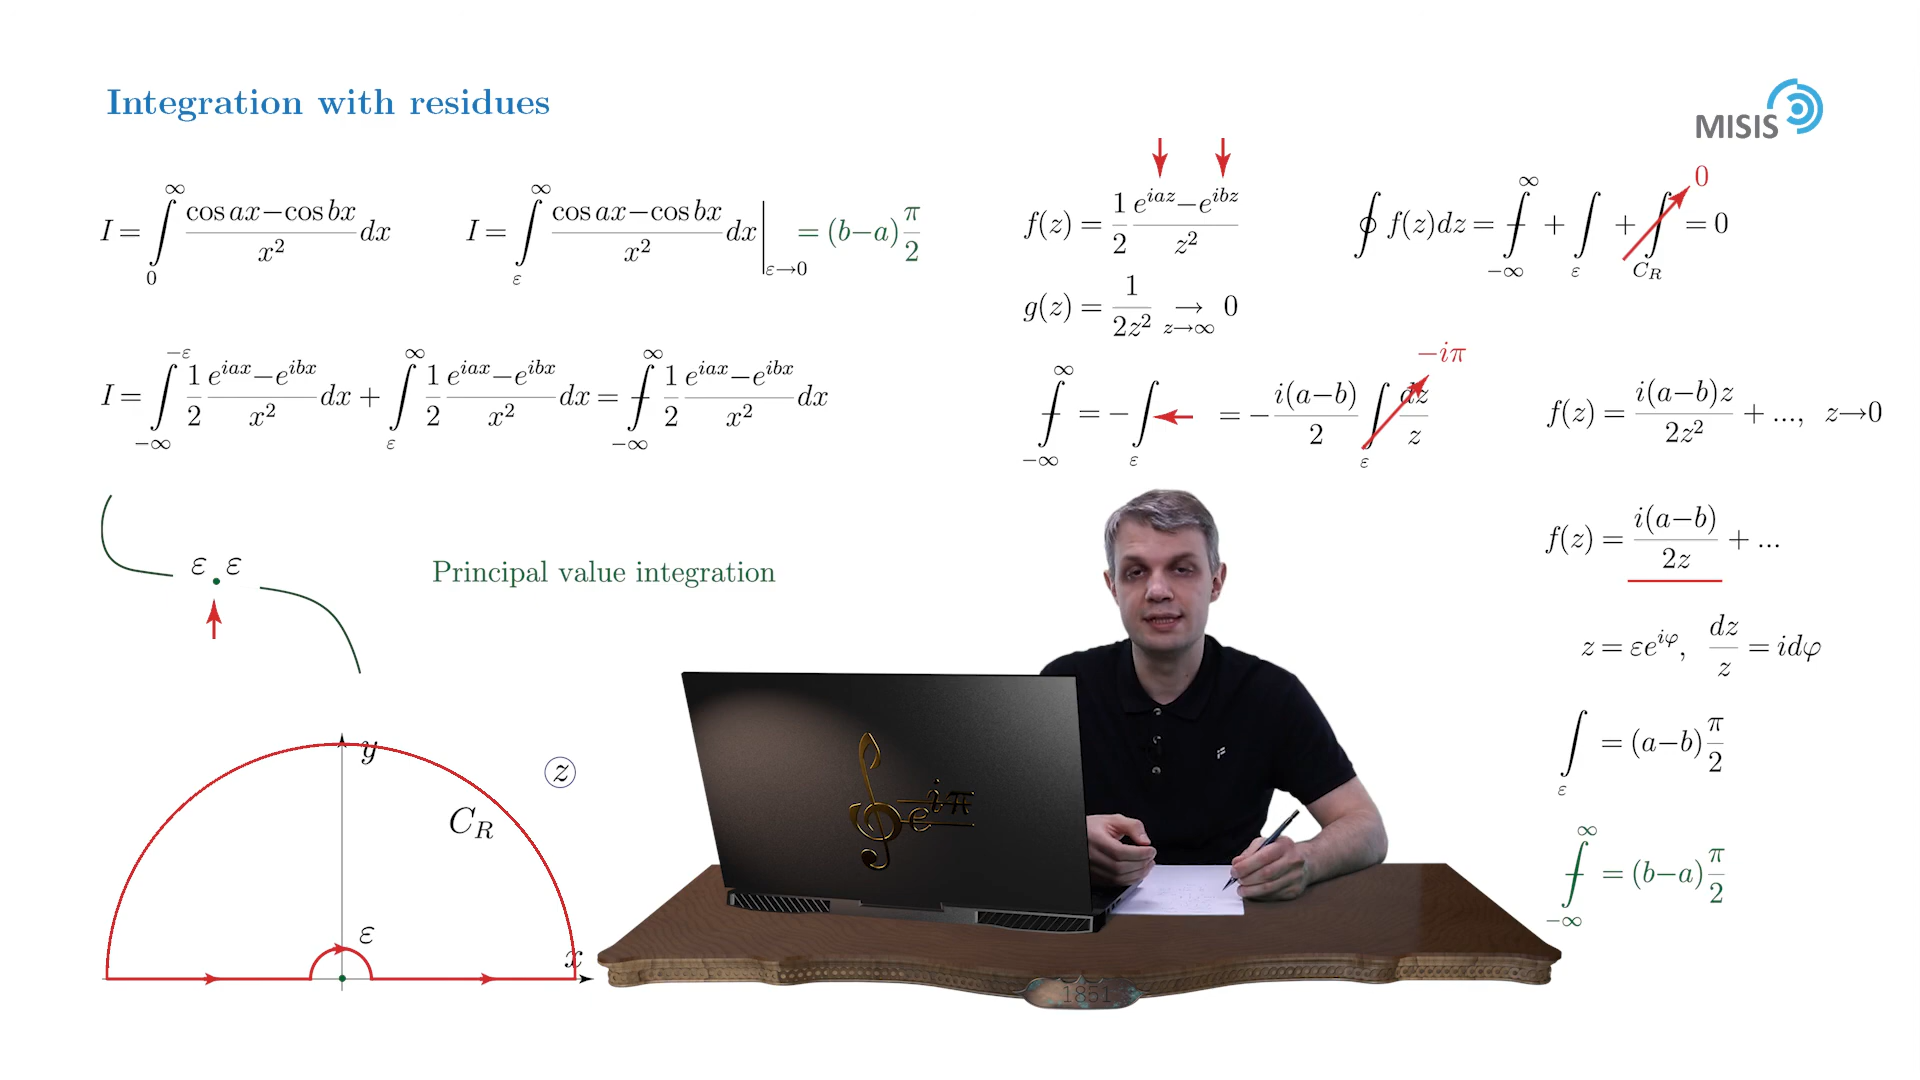 Integration with residues
MISIS
I = ∫_0^∞ (cos ax − cos bx)/x² dx
I = ∫_ε^∞ (cos ax − cos bx)/x² dx |_{ε→0} = (b−a) π/2
I = ∫_{−∞}^{−ε} 1/2 (e^{iax} − e^{ibx})/x² dx + ∫_ε^∞ 1/2 (e^{iax} − e^{ibx})/x² dx = ⨍_{−∞}^∞ 1/2 (e^{iax} − e^{ibx})/x² dx
ε ε
Principal value integration
y
z
C_R
ε
x
f(z) = 1/2 (e^{iaz} − e^{ibz})/z²
g(z) = 1/(2z²) →_{z→∞} 0
∮ f(z)dz = ⨍_{−∞}^∞ + ∫_ε + ∫_{C_R} = 0
0
⨍_{−∞}^∞ = − ∫_ε = − i(a−b)/2 ∫_ε dz/z
−iπ
f(z) = i(a−b)z/(2z²) + ..., z→0
f(z) = i(a−b)/(2z) + ...
z = εe^{iφ}, dz/z = idφ
∫_ε = (a−b) π/2
⨍_{−∞}^∞ = (b−a) π/2
e^{iπ}
1851